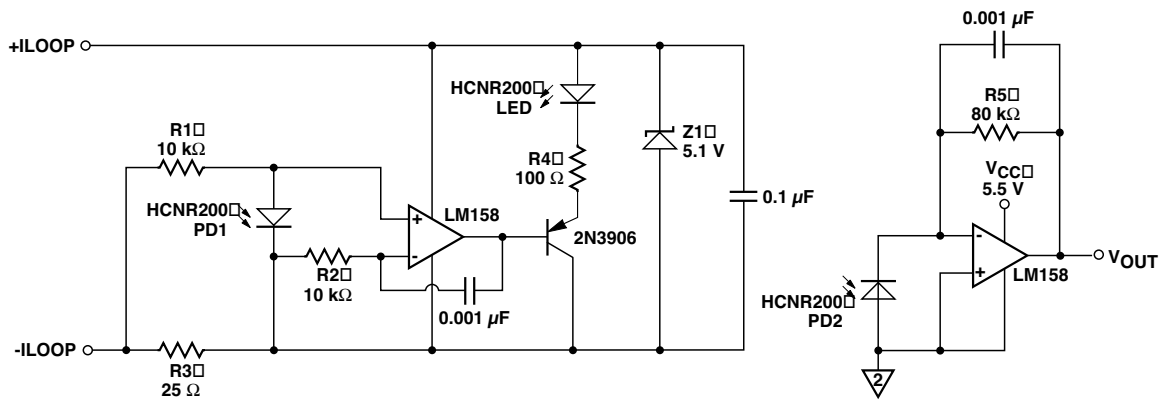 +ILOOP
-ILOOP
R1□
10 kΩ
HCNR200□
PD1
R2□
10 kΩ
R3□
25 Ω
+
-
LM158
0.001 µF
HCNR200□
LED
R4□
100 Ω
2N3906
Z1□
5.1 V
0.1 µF
0.001 µF
R5□
80 kΩ
VCC□
5.5 V
-
+
LM158
VOUT
HCNR200□
PD2
2